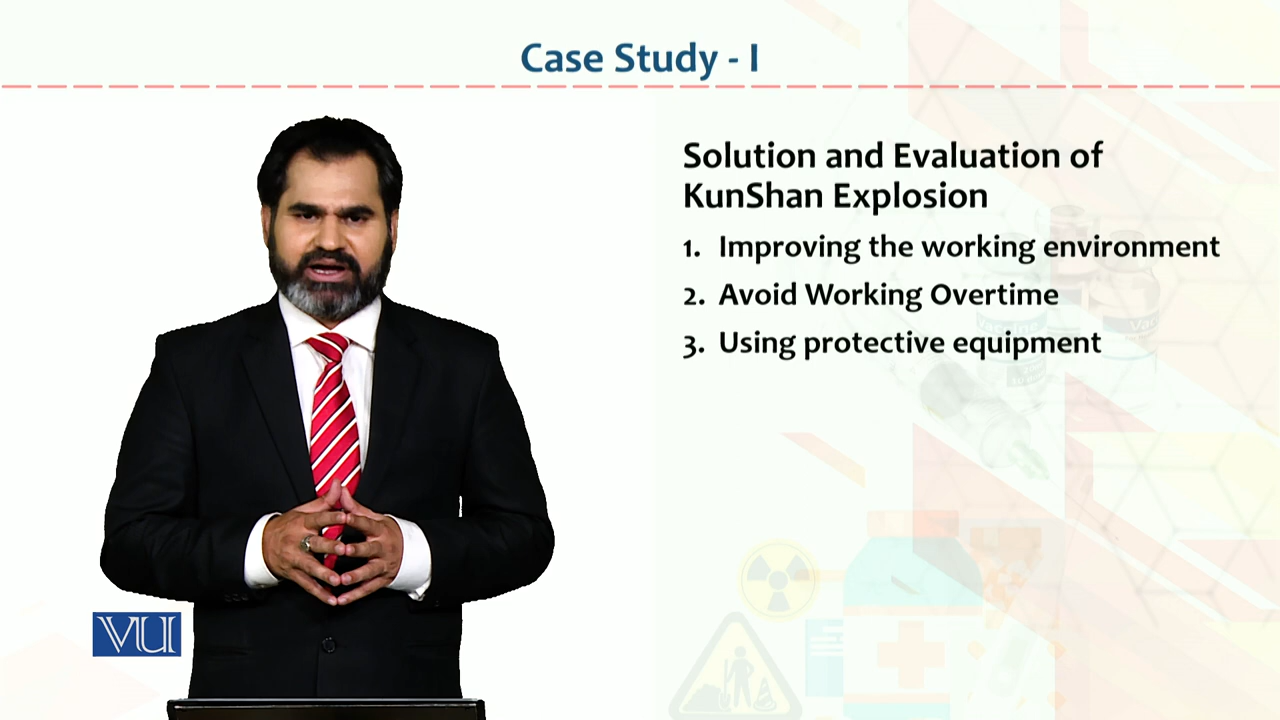 Case Study - I
Solution and Evaluation of
KunShan Explosion
1. Improving the working environment
2. Avoid Working Overtime
3. Using protective equipment
Vaccine
VU